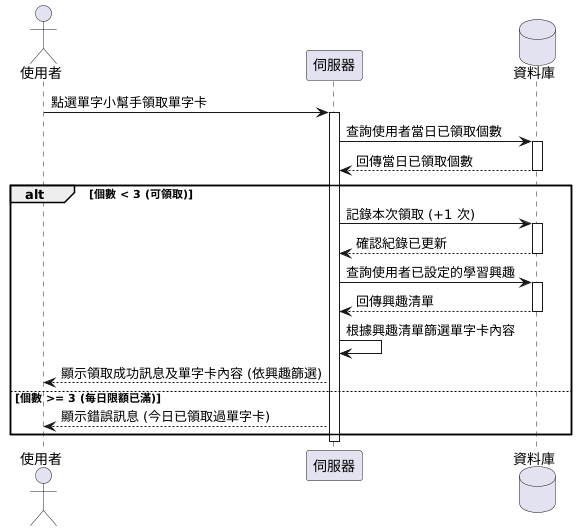 使用者
伺服器
資料庫
點選單字小幫手領取單字卡
查詢使用者當日已領取個數
回傳當日已領取個數
alt
[個數 < 3 (可領取)]
記錄本次領取 (+1 次)
確認紀錄已更新
查詢使用者已設定的學習興趣
回傳興趣清單
根據興趣清單篩選單字卡內容
顯示領取成功訊息及單字卡內容 (依興趣篩選)
[個數 >= 3 (每日限額已滿)]
顯示錯誤訊息 (今日已領取過單字卡)
使用者
伺服器
資料庫